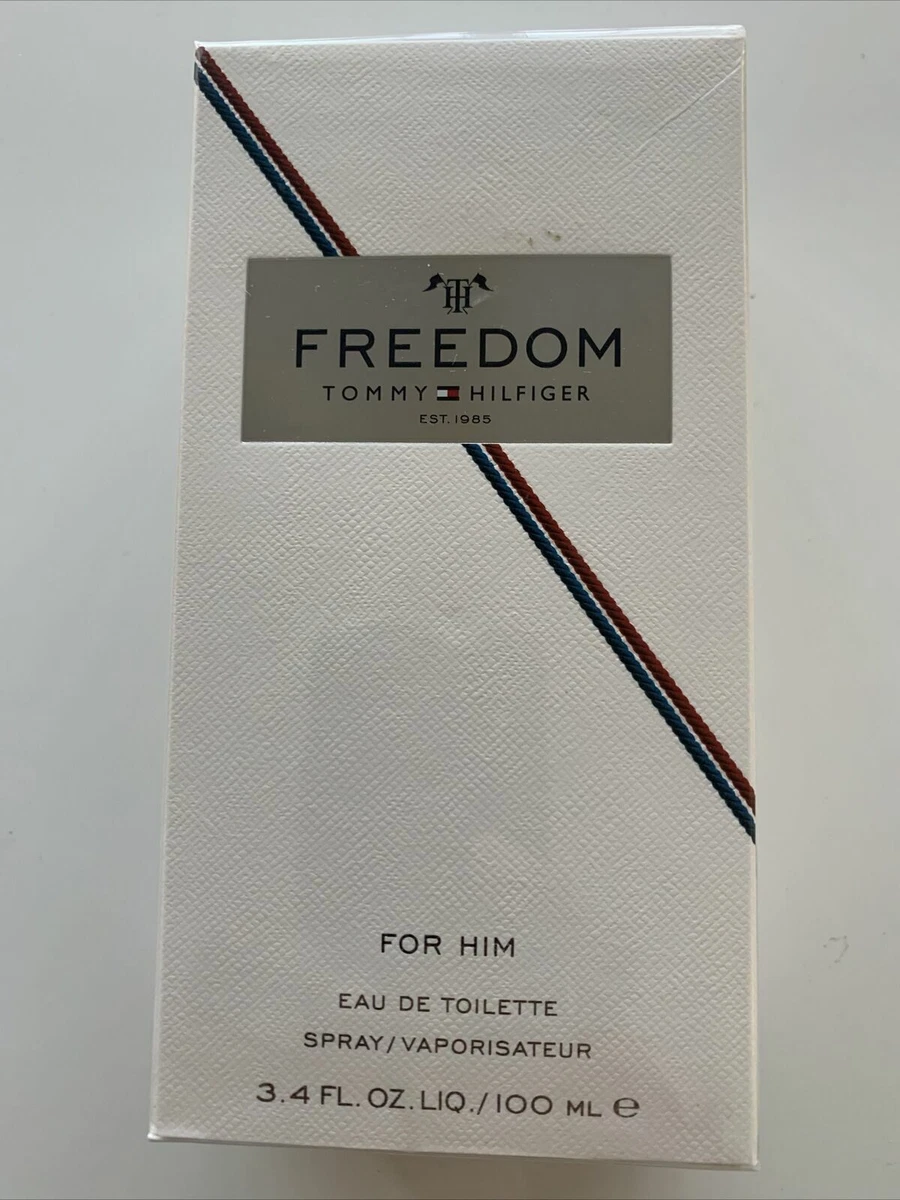 TH
FREEDOM
TOMMY HILFIGER
EST. 1985
FOR HIM
EAU DE TOILETTE
SPRAY/VAPORISATEUR
3.4 FL. OZ. LIQ./100 ML ℮